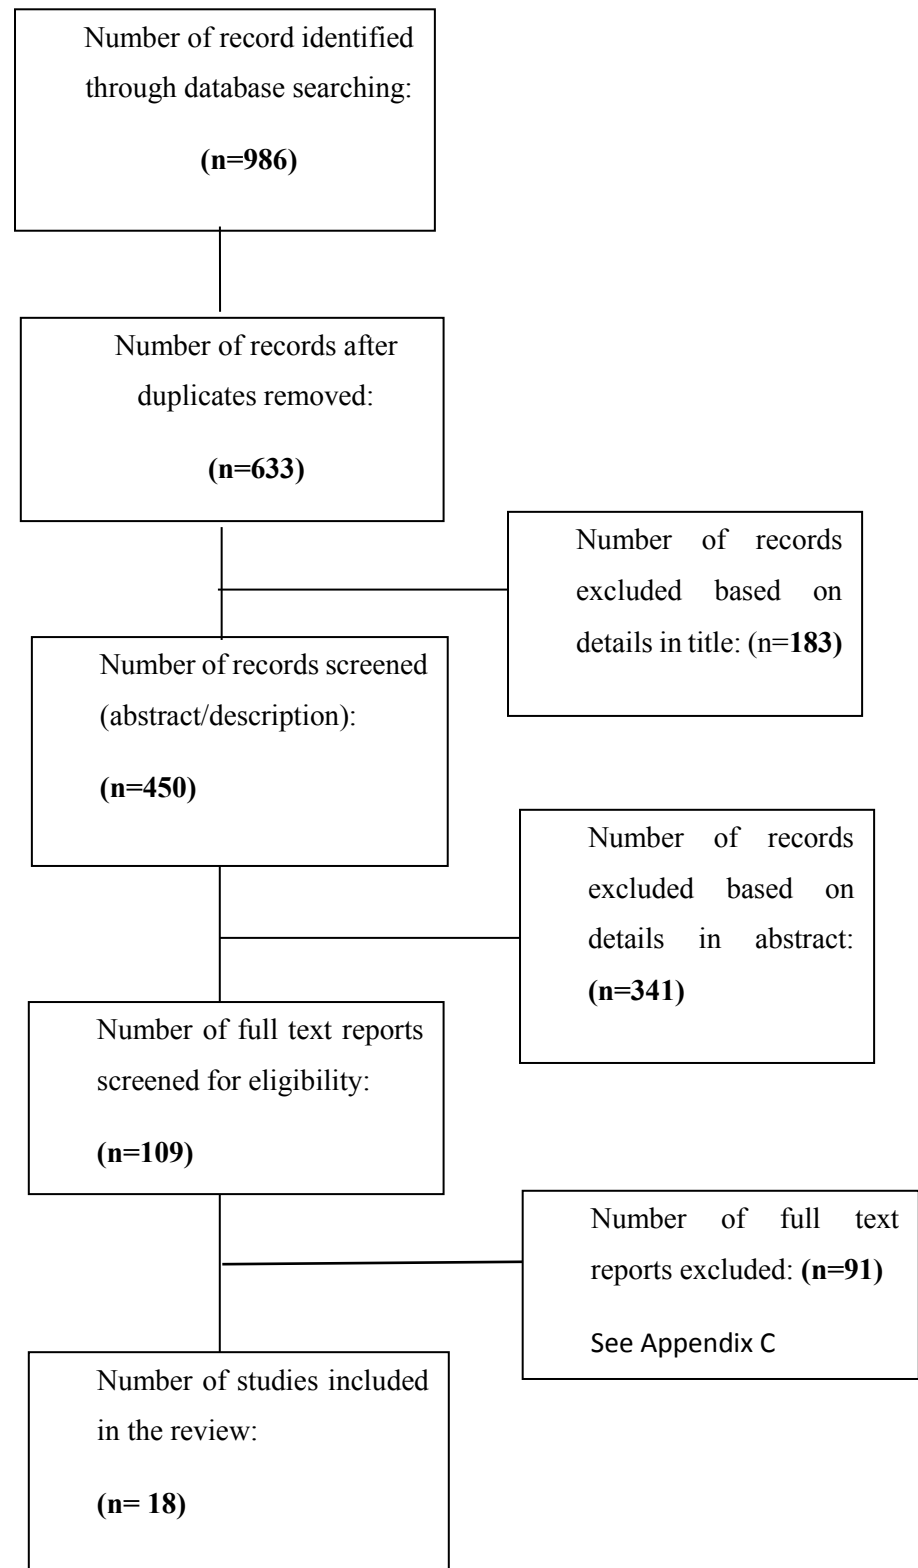 Number of record identified
through database searching:
(n=986)
Number of records after
duplicates removed:
(n=633)
Number of records
excluded based on
details in title: (n=183)
Number of records screened
(abstract/description):
(n=450)
Number of records
excluded based on
details in abstract:
(n=341)
Number of full text reports
screened for eligibility:
(n=109)
Number of full text
reports excluded: (n=91)
See Appendix C
Number of studies included
in the review:
(n= 18)